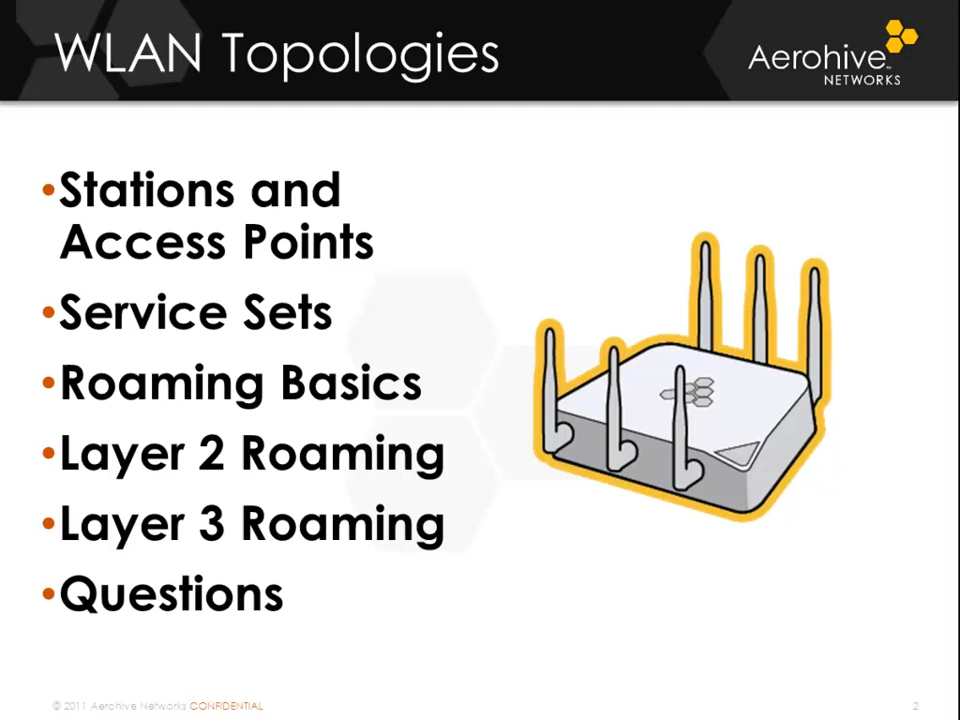 WLAN Topologies
Aerohive™
NETWORKS
•Stations and
Access Points
•Service Sets
•Roaming Basics
•Layer 2 Roaming
•Layer 3 Roaming
•Questions
© 2011 Aerohive Networks CONFIDENTIAL
2